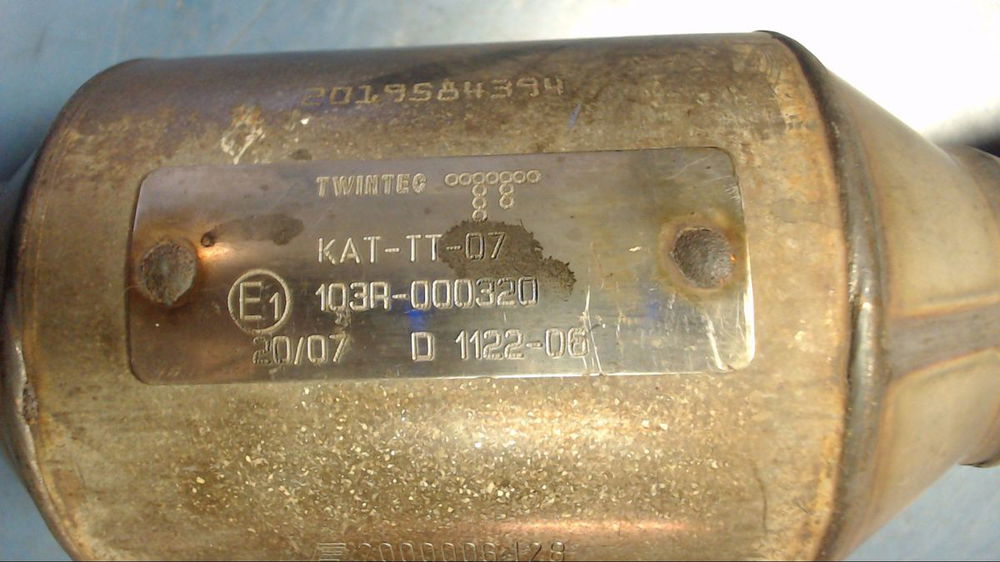 2019584394
TWINTEC
KAT-TT-07
E1 103R-000320
20/07 D 1122-06